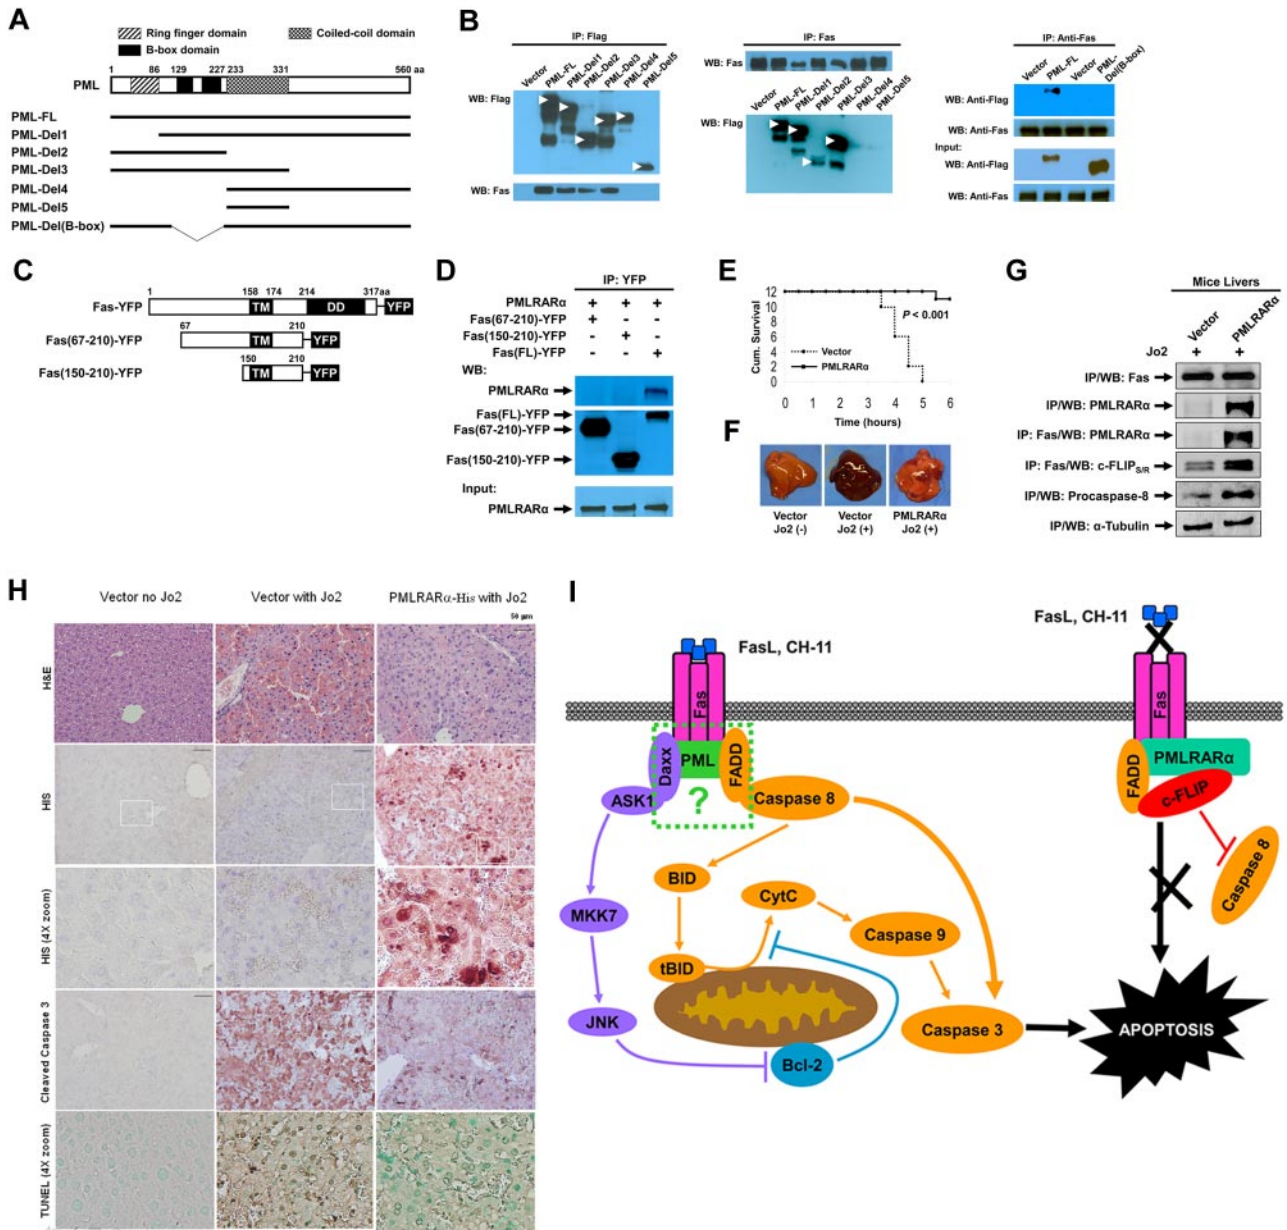 A
Ring finger domain
Coiled-coil domain
B-box domain
1 86 129 227 233 331 560 aa
PML
PML-FL
PML-Del1
PML-Del2
PML-Del3
PML-Del4
PML-Del5
PML-Del(B-box)
B
IP: Flag
Vector
PML-FL
PML-Del1
PML-Del2
PML-Del3
PML-Del4
PML-Del5
WB: Flag
WB: Fas
IP: Fas
WB: Fas
Vector
PML-FL
PML-Del1
PML-Del2
PML-Del3
PML-Del4
PML-Del5
WB: Flag
IP: Anti-Fas
Vector
PML-FL
Vector
PML-
Del(B-box)
WB: Anti-Flag
WB: Anti-Fas
Input:
WB: Anti-Flag
WB: Anti-Fas
C
1 158 174 214 317aa
Fas-YFP TM DD YFP
67 210
Fas(67-210)-YFP TM YFP
150 210
Fas(150-210)-YFP TM YFP
D
IP: YFP
PMLRARα + + +
Fas(67-210)-YFP + - -
Fas(150-210)-YFP - + -
Fas(FL)-YFP - - +
WB:
PMLRARα
Fas(FL)-YFP
Fas(67-210)-YFP
Fas(150-210)-YFP
Input:
PMLRARα
E
Cum. Survival
12
10
8
6
4
2
0
P < 0.001
Vector
PMLRARα
0 1 2 3 4 5 6
Time (hours)
F
Vector
Jo2 (-)
Vector
Jo2 (+)
PMLRARα
Jo2 (+)
G
Mice Livers
Vector
PMLRARα
Jo2 + +
IP/WB: Fas
IP/WB: PMLRARα
IP: Fas/WB: PMLRARα
IP: Fas/WB: c-FLIPS/R
IP/WB: Procaspase-8
IP/WB: α-Tubulin
H
Vector no Jo2
Vector with Jo2
PMLRARα-His with Jo2
50 μm
H&E
HIS
HIS (4X zoom)
Cleaved Caspase 3
TUNEL (4X zoom)
I
FasL, CH-11
Fas
Daxx
PML
FADD
?
ASK1
Caspase 8
BID
MKK7
CytC
Caspase 9
tBID
JNK
Bcl-2
Caspase 3
APOPTOSIS
FasL, CH-11
Fas
FADD
PMLRARα
c-FLIP
Caspase 8